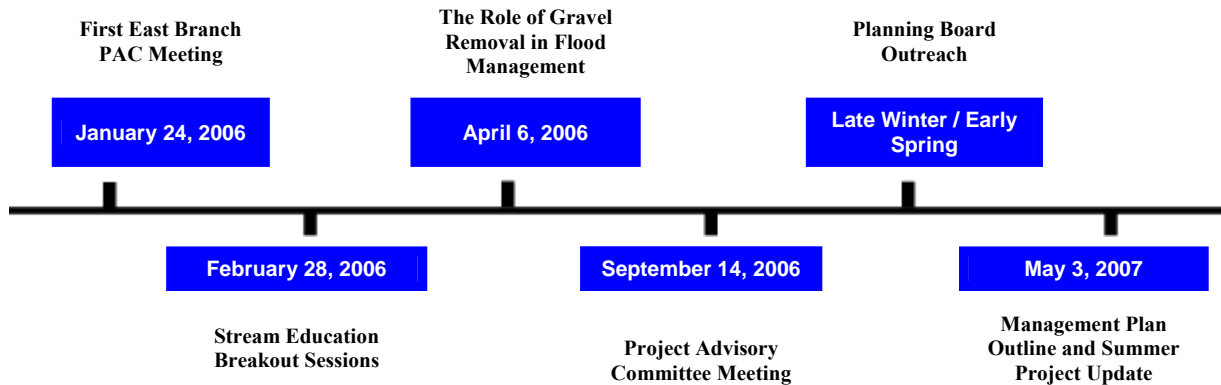 First East Branch
PAC Meeting
January 24, 2006
The Role of Gravel
Removal in Flood
Management
April 6, 2006
Planning Board
Outreach
Late Winter / Early
Spring
February 28, 2006
Stream Education
Breakout Sessions
September 14, 2006
Project Advisory
Committee Meeting
May 3, 2007
Management Plan
Outline and Summer
Project Update